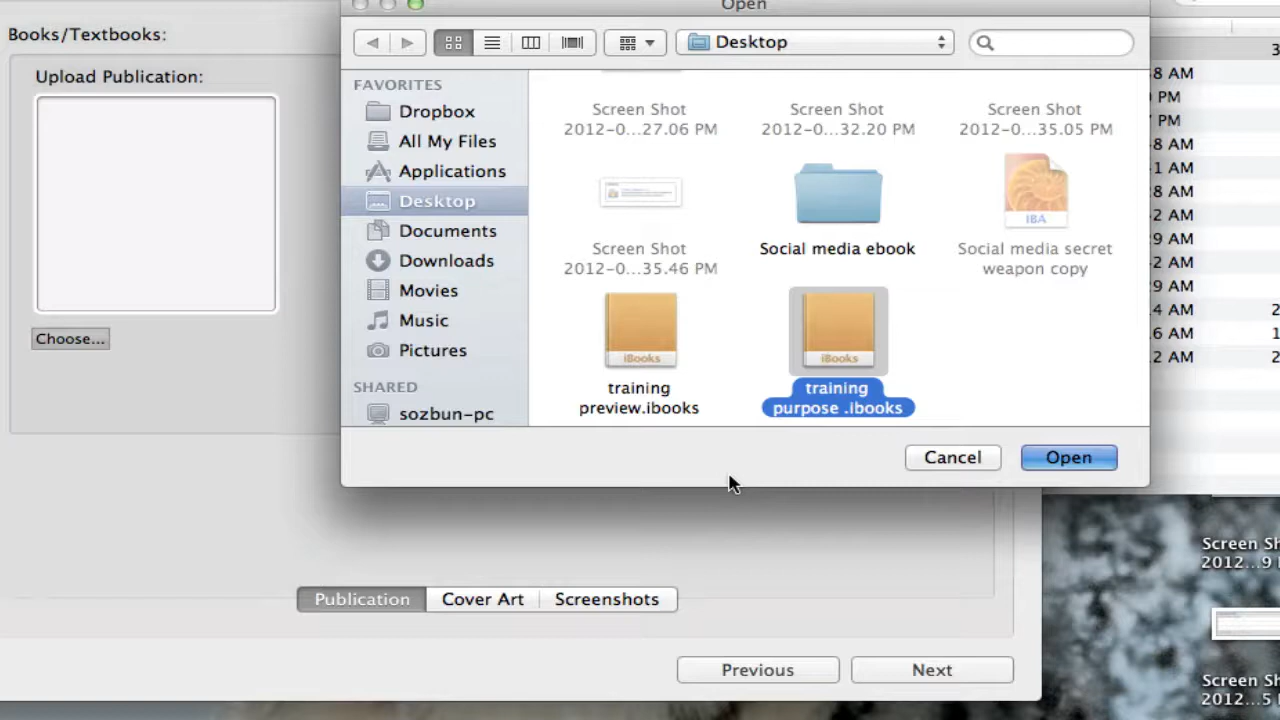 Open
Books/Textbooks:
Upload Publication:
Choose...
Desktop
FAVORITES
Dropbox
All My Files
Applications
Desktop
Documents
Downloads
Movies
Music
Pictures
SHARED
sozbun-pc
Screen Shot
2012-0...27.06 PM
Screen Shot
2012-0...32.20 PM
Screen Shot
2012-0...35.05 PM
Screen Shot
2012-0...35.46 PM
Social media ebook
IBA
Social media secret
weapon copy
iBooks
training
preview.ibooks
iBooks
training
purpose .ibooks
Cancel
Open
8 AM
PM
PM
8 AM
1 AM
8 AM
2 AM
9 AM
2 AM
9 AM
4 AM
6 AM
2 AM
3
2
1
2
Publication
Cover Art
Screenshots
Previous
Next
Screen Sh
2012...9
Screen Sh
2012...5